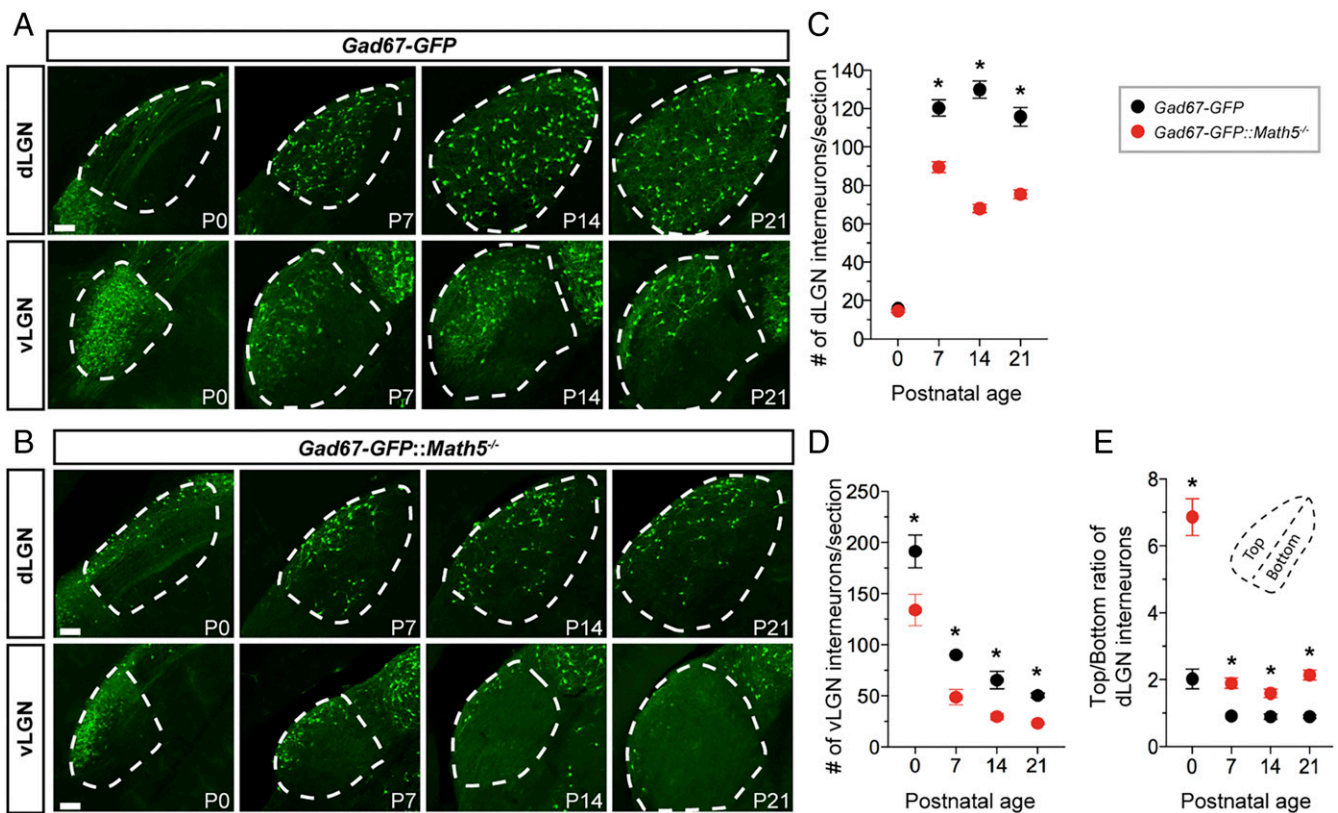 A
Gad67-GFP
dLGN
P0
P7
P14
P21
vLGN
P0
P7
P14
P21
B
Gad67-GFP::Math5-/-
dLGN
P0
P7
P14
P21
vLGN
P0
P7
P14
P21
C
# of dLGN interneurons/section
140
120
100
80
60
40
20
0
* * *
0 7 14 21
Postnatal age
Gad67-GFP
Gad67-GFP::Math5-/-
D
# of vLGN interneurons/section
250
200
150
100
50
0
* * * *
0 7 14 21
Postnatal age
E
Top/Bottom ratio of
dLGN interneurons
8
6
4
2
0
* * * *
Top
Bottom
0 7 14 21
Postnatal age